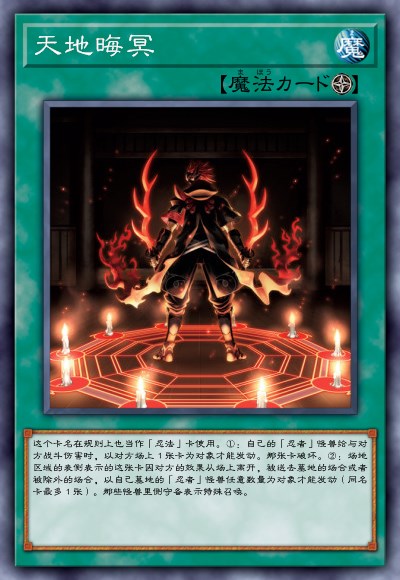 天地晦冥
魔
【魔法カード】
まほう
这个卡名在规则上也当作「忍法」卡使用。①：自己的「忍者」怪兽给与对
方战斗伤害时，以对方场上1张卡为对象才能发动。那张卡破坏。②：场地
区域的表侧表示的这张卡因对方的效果从场上离开，被送去墓地的场合或者
被除外的场合，以自己墓地的「忍者」怪兽任意数量为对象才能发动（同名
卡最多1张）。那些怪兽里侧守备表示特殊召唤。